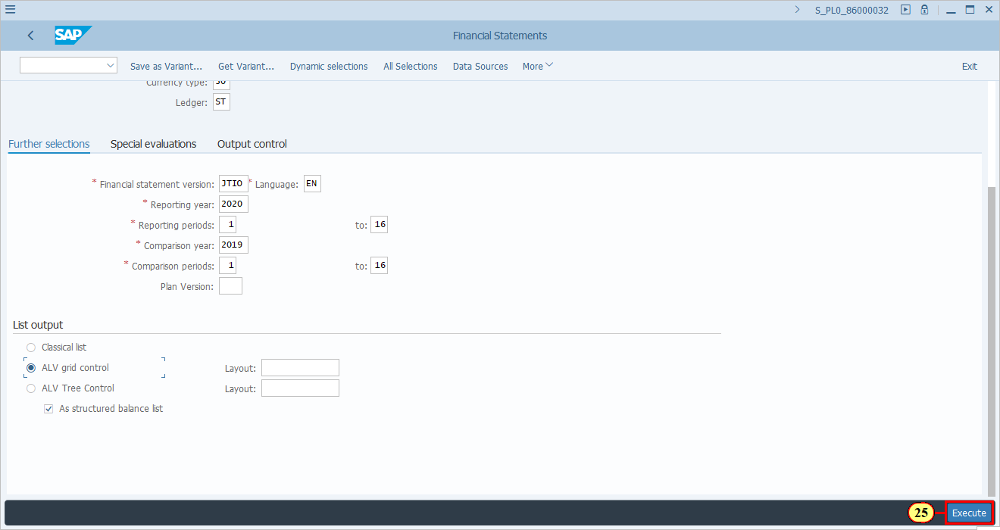 S_PL0_86000032
SAP
Financial Statements
Save as Variant... Get Variant... Dynamic selections All Selections Data Sources More Exit
Currency type: 30
Ledger: ST
Further selections Special evaluations Output control
* Financial statement version: JTIO * Language: EN
* Reporting year: 2020
* Reporting periods: 1 to: 16
* Comparison year: 2019
* Comparison periods: 1 to: 16
Plan Version:
List output
Classical list
ALV grid control Layout:
ALV Tree Control Layout:
As structured balance list
25 Execute